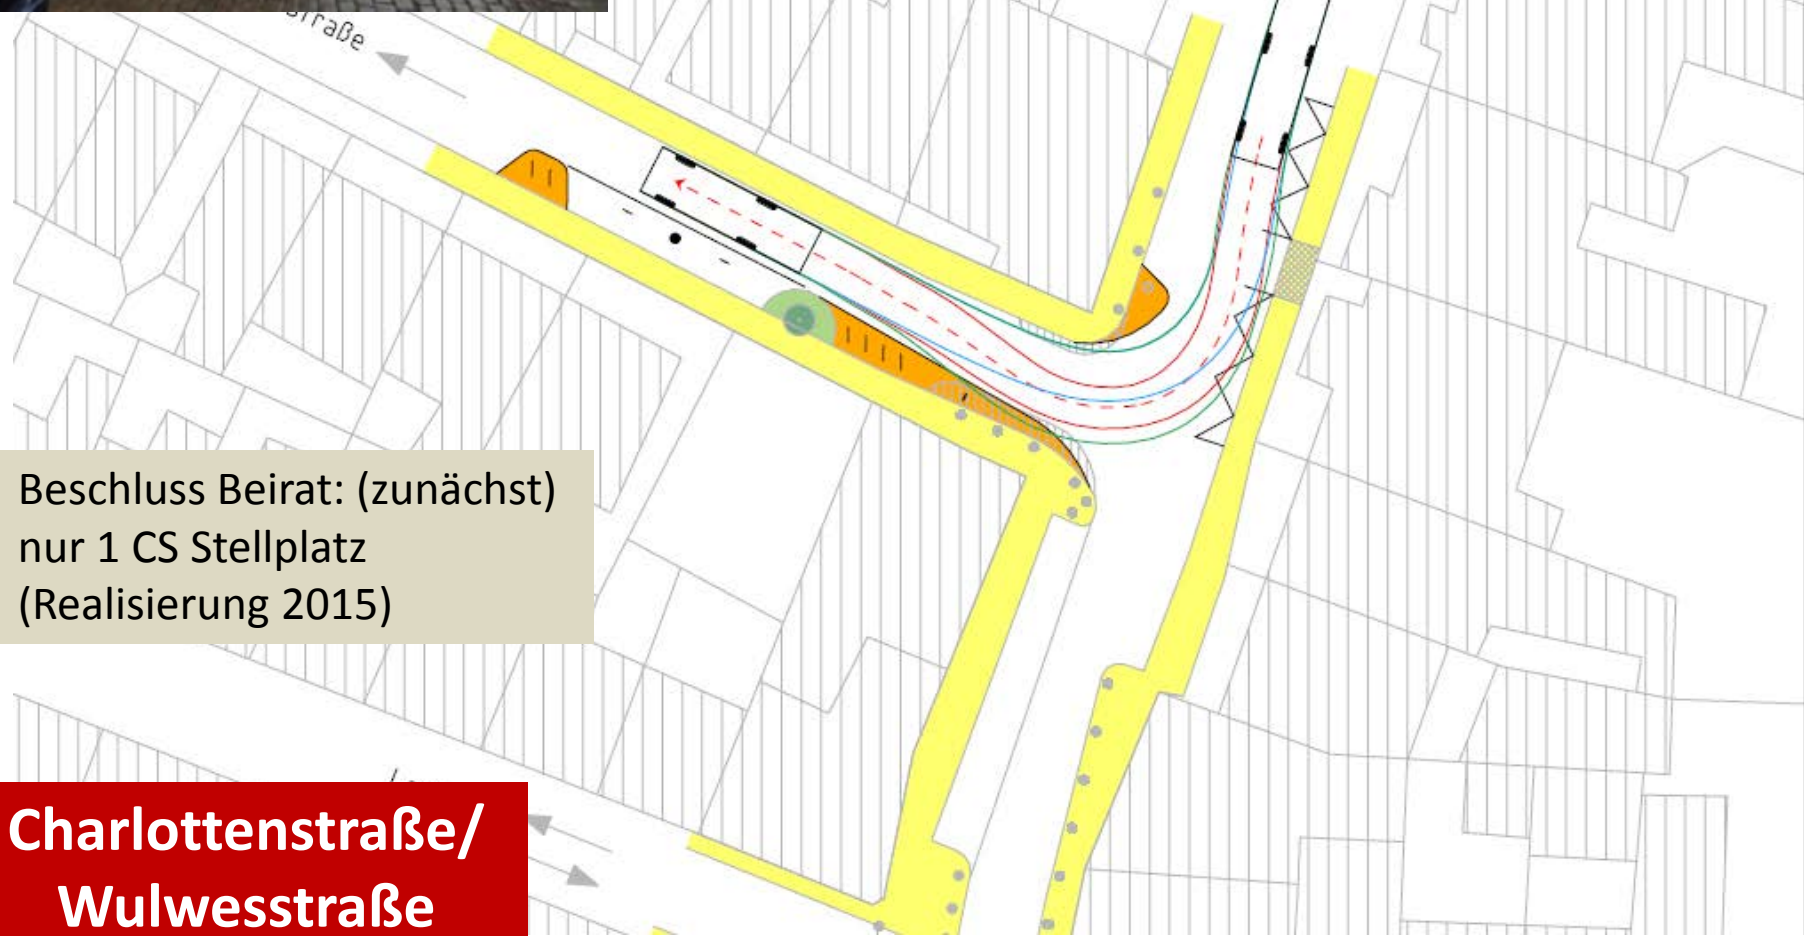 Beschluss Beirat: (zunächst)
nur 1 CS Stellplatz
(Realisierung 2015)
Charlottenstraße/
Wulwesstraße